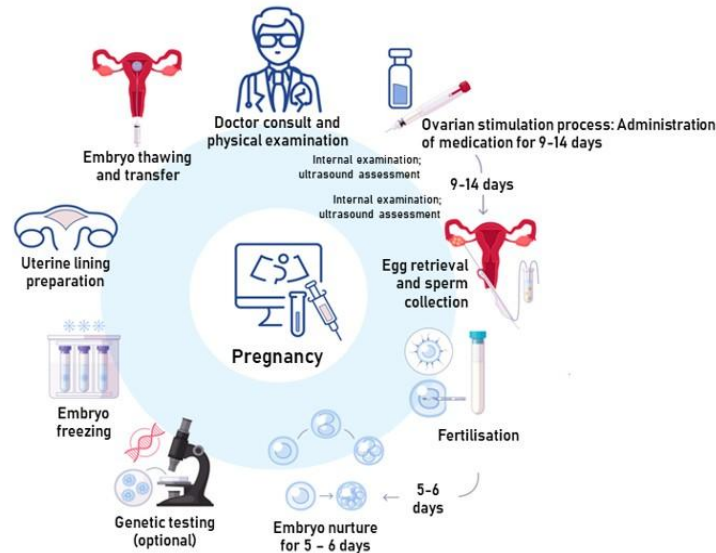 Doctor consult and
physical examination
Ovarian stimulation process: Administration
of medication for 9-14 days
Internal examination;
ultrasound assessment
9-14 days
Internal examination;
ultrasound assessment
Egg retrieval
and sperm
collection
Fertilisation
5-6
days
Embryo nurture
for 5 – 6 days
Genetic testing
(optional)
Embryo
freezing
Uterine lining
preparation
Embryo thawing
and transfer
Pregnancy